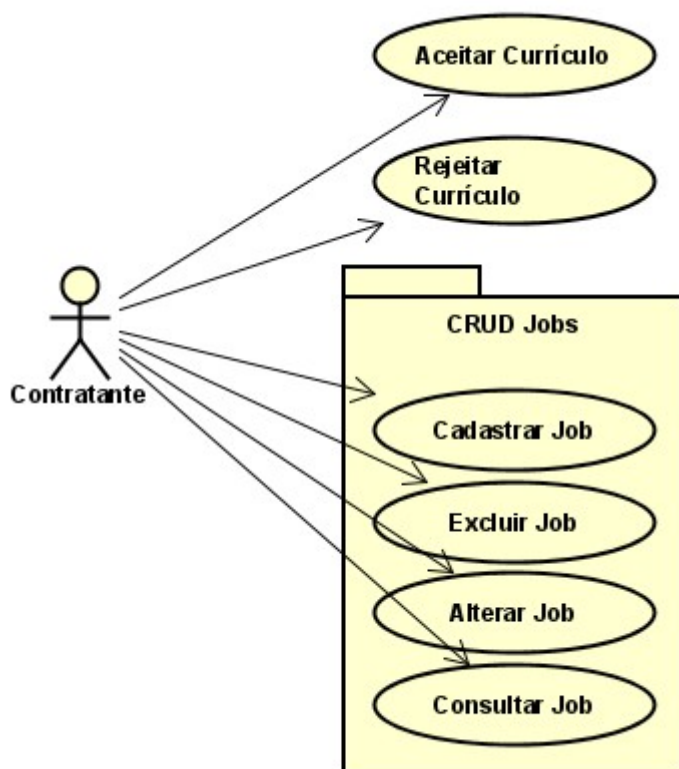 Aceitar Currículo
Rejeitar
Currículo
CRUD Jobs
Contratante
Cadastrar Job
Excluir Job
Alterar Job
Consultar Job